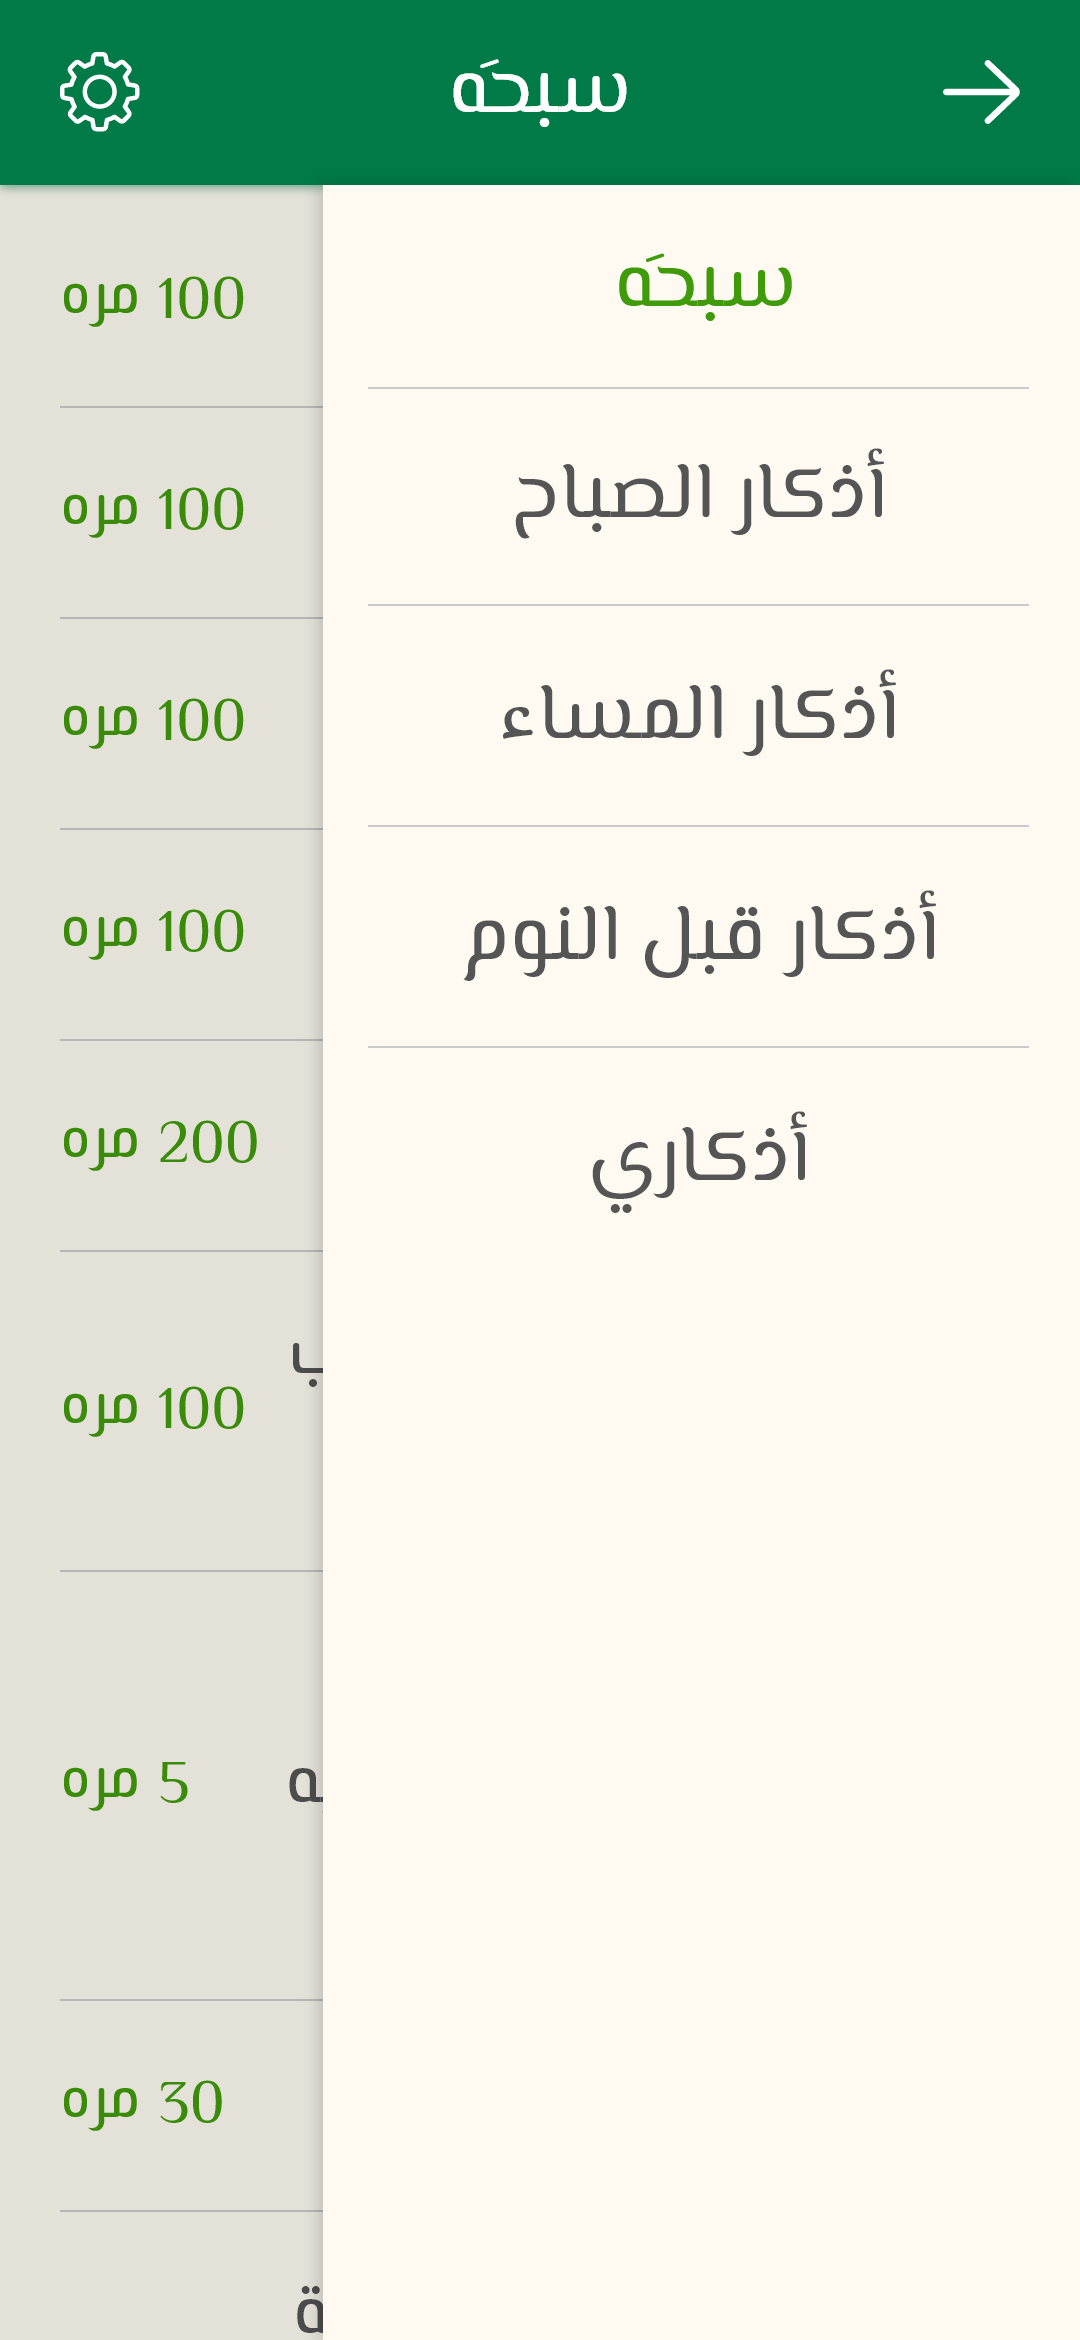 سبحَه
سبحَه
أذكار الصباح
أذكار المساء
أذكار قبل النوم
أذكاري
100 مره
100 مره
100 مره
100 مره
200 مره
100 مره
5 مره
30 مره